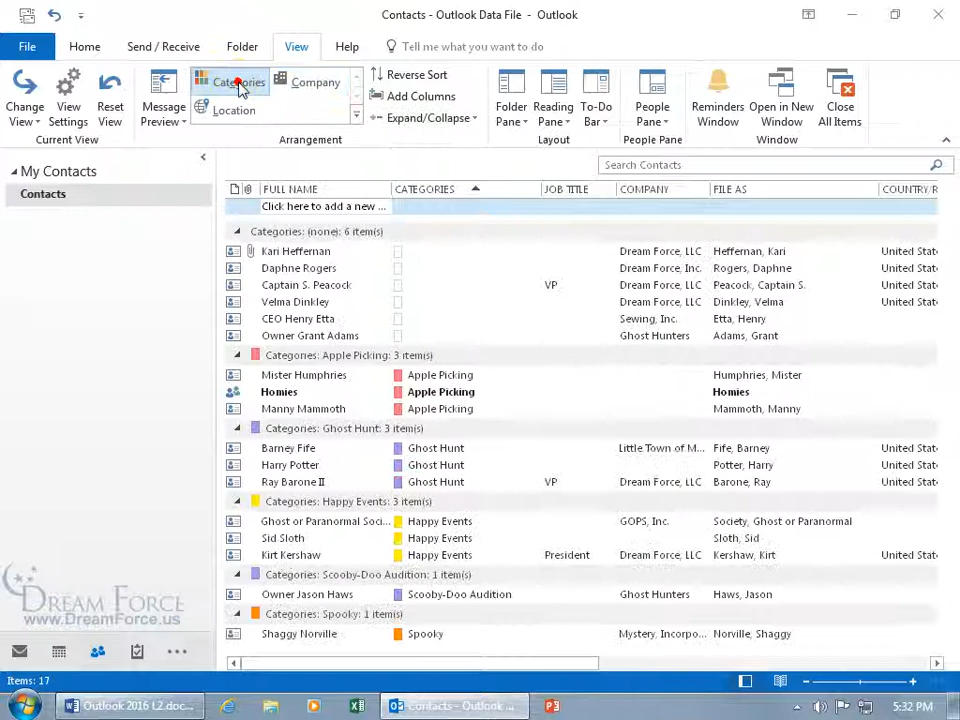 Contacts - Outlook Data File - Outlook
File Home Send / Receive Folder View Help Tell me what you want to do
Change View View Settings Reset View
Current View
Message Preview
Categories Company
Location
Reverse Sort
Add Columns
Expand/Collapse
Arrangement
Folder Pane Reading Pane To-Do Bar
Layout
People Pane
People Pane
Reminders Window Open in New Window Close All Items
Window
My Contacts
Contacts
Search Contacts
FULL NAME CATEGORIES JOB TITLE COMPANY FILE AS COUNTRY/R
Click here to add a new ...
Categories: (none): 6 item(s)
Kari Heffernan Dream Force, LLC Heffernan, Kari United State
Daphne Rogers Dream Force, Inc. Rogers, Daphne United State
Captain S. Peacock VP Dream Force, LLC Peacock, Captain S. United State
Velma Dinkley Dream Force, LLC Dinkley, Velma United State
CEO Henry Etta Sewing, Inc. Etta, Henry
Owner Grant Adams Ghost Hunters Adams, Grant
Categories: Apple Picking: 3 item(s)
Mister Humphries Apple Picking Humphries, Mister
Homies Apple Picking Homies
Manny Mammoth Apple Picking Mammoth, Manny
Categories: Ghost Hunt: 3 item(s)
Barney Fife Ghost Hunt Little Town of M... Fife, Barney United State
Harry Potter Ghost Hunt Potter, Harry United State
Ray Barone II Ghost Hunt VP Dream Force, LLC Barone, Ray United State
Categories: Happy Events: 3 item(s)
Ghost or Paranormal Soci... Happy Events GOPS, Inc. Society, Ghost or Paranormal
Sid Sloth Happy Events Sloth, Sid
Kirt Kershaw Happy Events President Dream Force, LLC Kershaw, Kirt United State
Categories: Scooby-Doo Audition: 1 item(s)
Owner Jason Haws Scooby-Doo Audition Ghost Hunters Haws, Jason
Categories: Spooky: 1 item(s)
Shaggy Norville Spooky Mystery, Incorpo... Norville, Shaggy
DREAM FORCE
www.DreamForce.us
Items: 17
Outlook 2016 L2.doc... Contacts - Outlook ... 5:32 PM